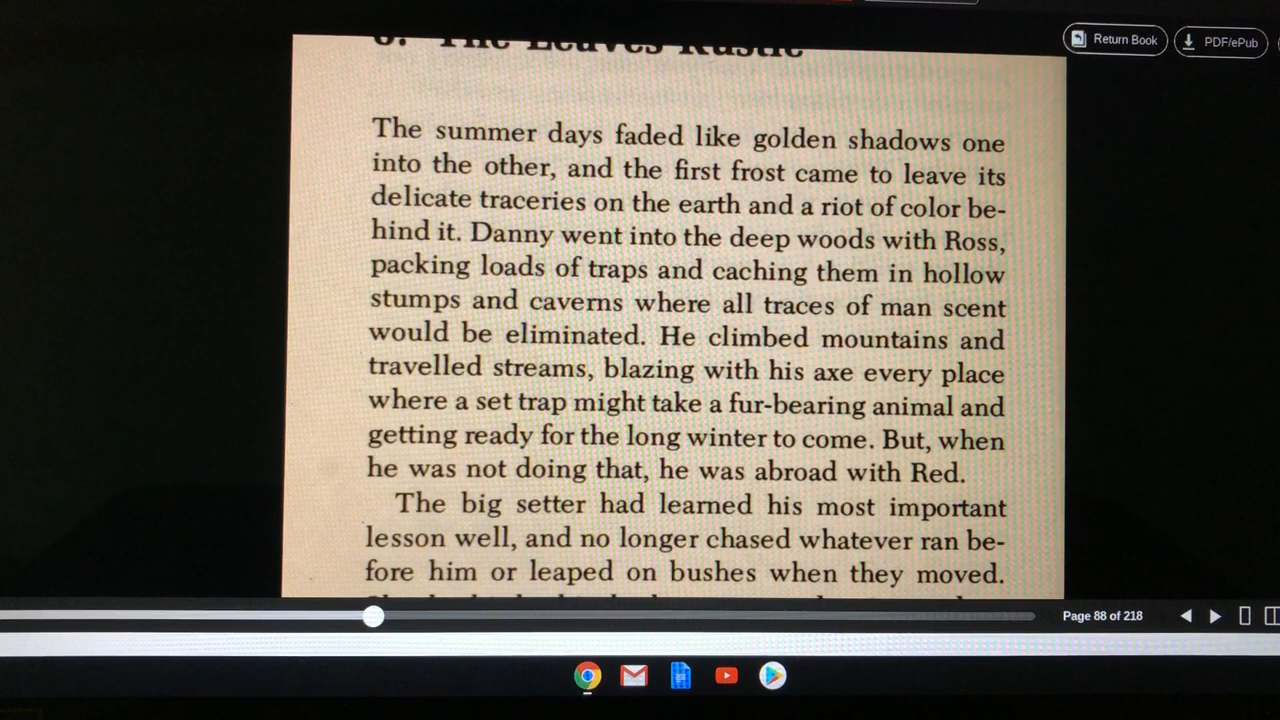 Return Book
PDF/ePub
The Leaves Rustle
The summer days faded like golden shadows one
into the other, and the first frost came to leave its
delicate traceries on the earth and a riot of color be-
hind it. Danny went into the deep woods with Ross,
packing loads of traps and caching them in hollow
stumps and caverns where all traces of man scent
would be eliminated. He climbed mountains and
travelled streams, blazing with his axe every place
where a set trap might take a fur-bearing animal and
getting ready for the long winter to come. But, when
he was not doing that, he was abroad with Red.
The big setter had learned his most important
lesson well, and no longer chased whatever ran be-
fore him or leaped on bushes when they moved.
Page 88 of 218